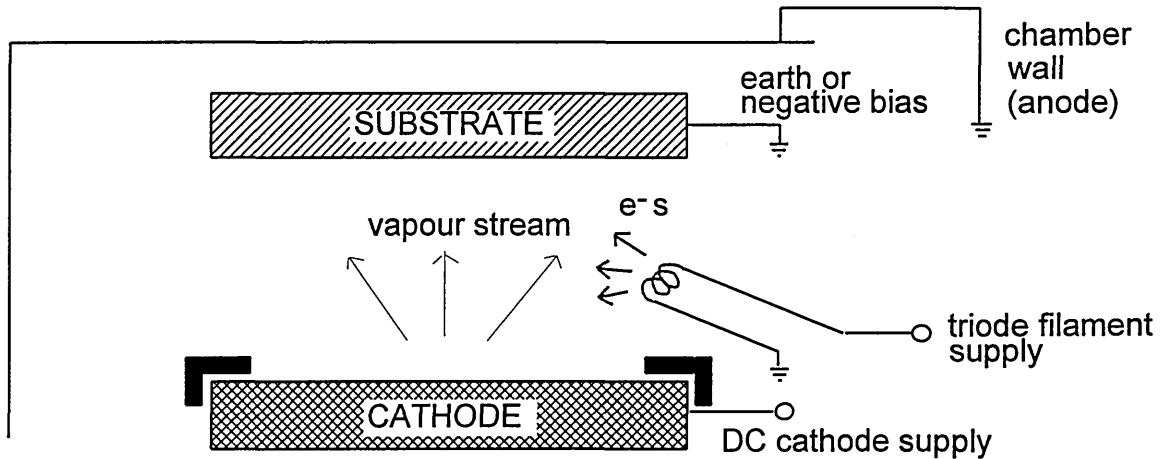 chamber
wall
(anode)
earth or
negative bias
SUBSTRATE
e- s
vapour stream
triode filament
supply
CATHODE
DC cathode supply